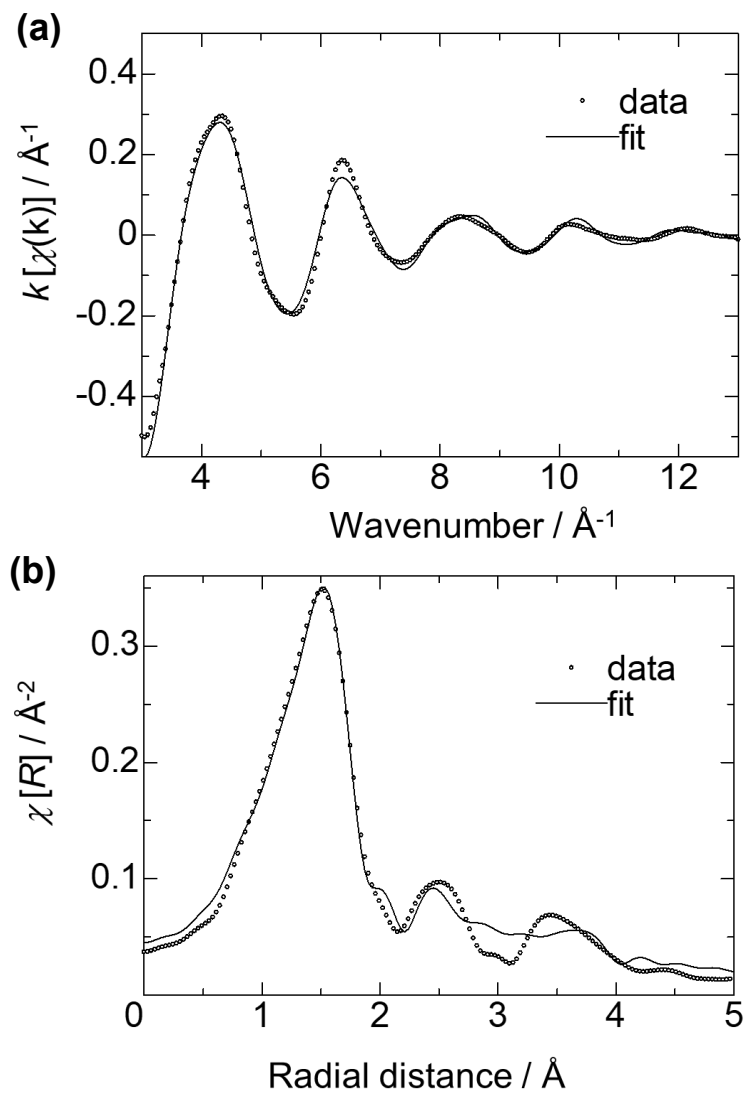 (a)
k [χ(k)] / Å-1
0.4
0.2
0
-0.2
-0.4
data
fit
4 6 8 10 12
Wavenumber / Å-1
(b)
χ [R] / Å-2
0.3
0.2
0.1
data
fit
0 1 2 3 4 5
Radial distance / Å